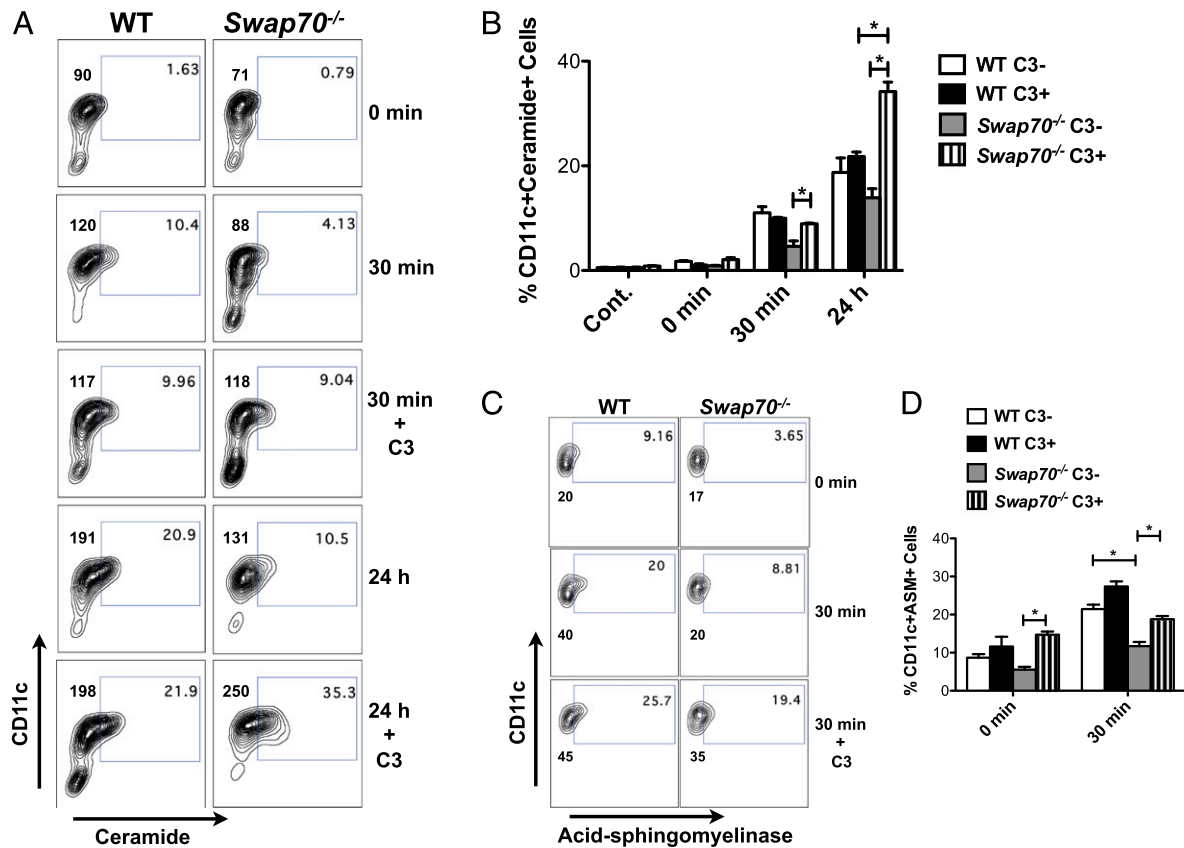 A
WT Swap70-/-
90 1.63 71 0.79
0 min
120 10.4 88 4.13
30 min
117 9.96 118 9.04
30 min
+
C3
191 20.9 131 10.5
24 h
198 21.9 250 35.3
24 h
+
C3
CD11c
Ceramide
B
% CD11c+Ceramide+ Cells
40
20
0
Cont. 0 min 30 min 24 h
* *
*
WT C3-
WT C3+
Swap70-/- C3-
Swap70-/- C3+
C
WT Swap70-/-
9.16 3.65
0 min
20 17
20 8.81
30 min
40 20
25.7 19.4
30 min
+
C3
45 35
CD11c
Acid-sphingomyelinase
D
WT C3-
WT C3+
Swap70-/- C3-
Swap70-/- C3+
% CD11c+ASM+ Cells
40
30
20
10
0
* * *
0 min 30 min